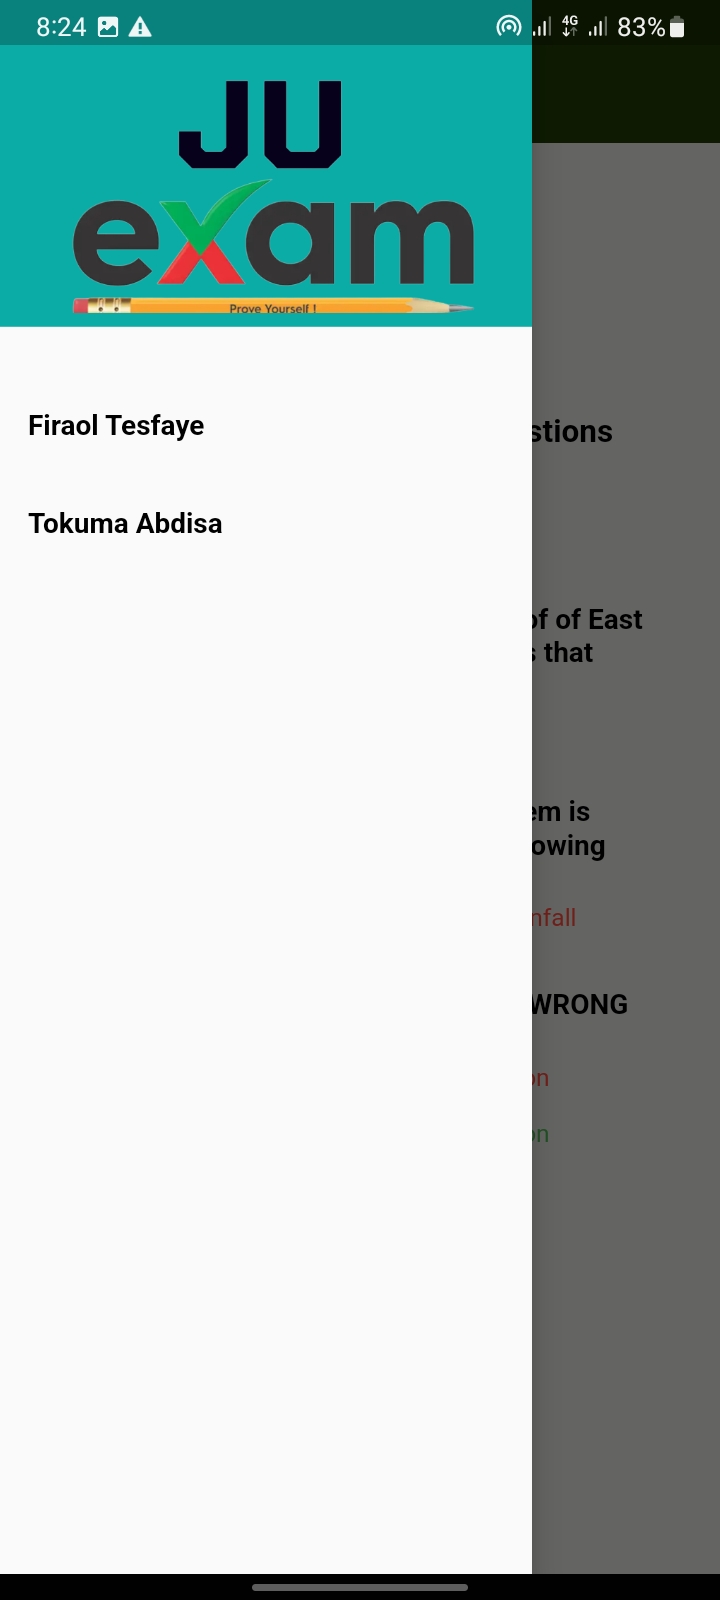 8:24
4G
83%
JU
exam
Prove Yourself !
Firaol Tesfaye
Tokuma Abdisa
stions
of of East
s that
em is
owing
nfall
WRONG
on
on